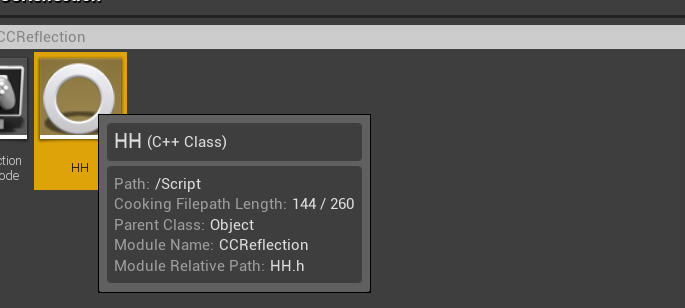 CCReflection
HH (C++ Class)
ction
ode
HH
Path: /Script
Cooking Filepath Length: 144 / 260
Parent Class: Object
Module Name: CCReflection
Module Relative Path: HH.h